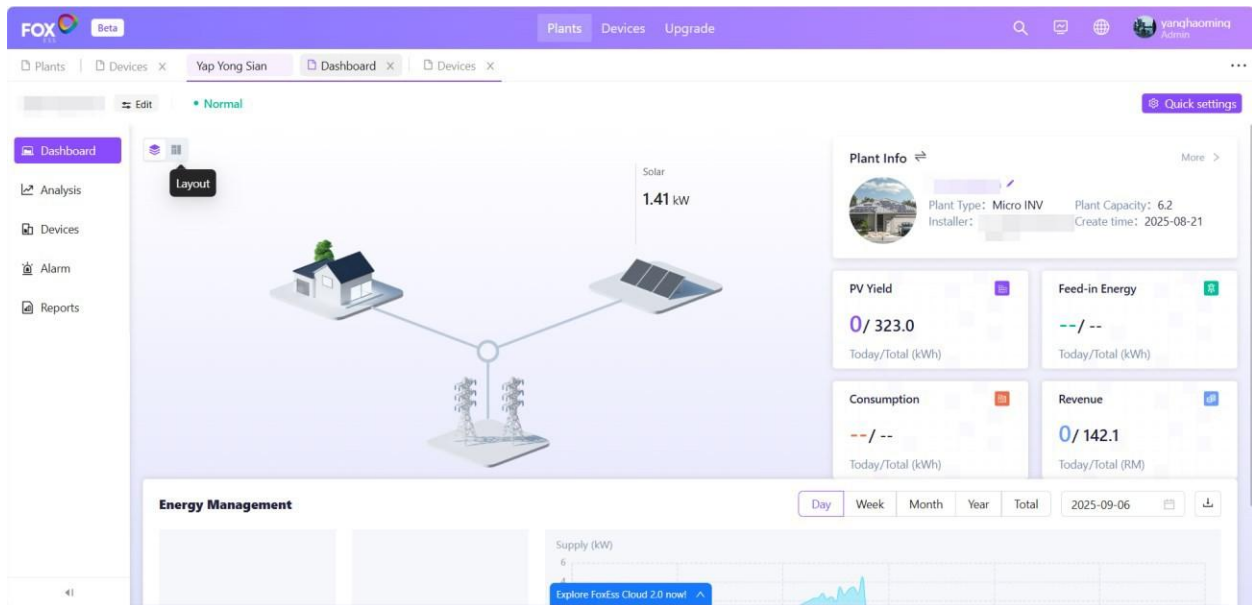 FOX ESS Beta Plants Devices Upgrade yanghaoming
Admin
Plants Devices X Yap Yong Sian Dashboard X Devices X ...
Edit Normal Quick settings
Dashboard
Analysis
Devices
Alarm
Reports
Layout
Solar
1.41 kW
Plant Info More >
Plant Type: Micro INV Plant Capacity: 6.2
Installer: Create time: 2025-08-21
PV Yield
0/ 323.0
Today/Total (kWh)
Feed-in Energy
--/ --
Today/Total (kWh)
Consumption
--/ --
Today/Total (kWh)
Revenue
0/ 142.1
Today/Total (RM)
Energy Management Day Week Month Year Total 2025-09-06
Supply (kW)
6
4
Explore FoxEss Cloud 2.0 now!